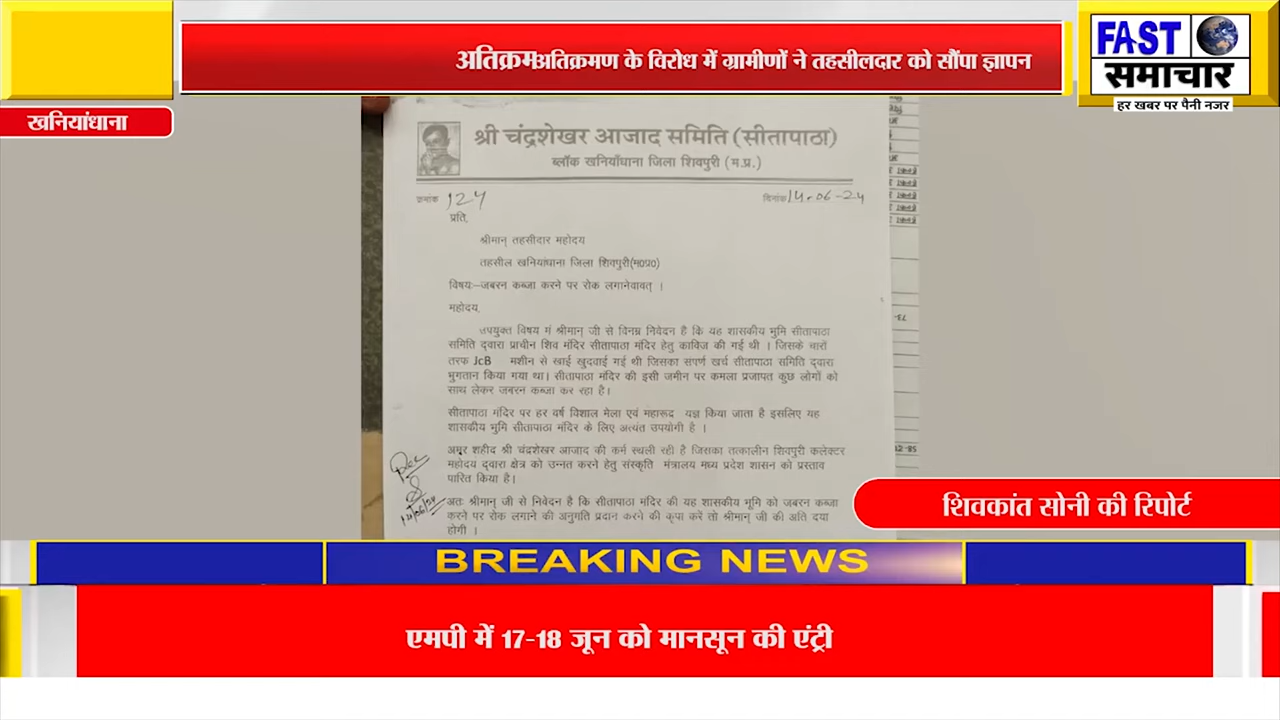 अतिक्रमअतिक्रमण के विरोध में ग्रामीणों ने तहसीलदार को सौंपा ज्ञापन
FAST
समाचार
हर खबर पर पैनी नजर
खनियांधाना
श्री चंद्रशेखर आजाद समिति (सीतापाठा)
ब्लॉक खनियाँधाना जिला शिवपुरी (म.प्र.)
क्रमांक 124
दिनांक 14-06-24
प्रति,
श्रीमान् तहसीदार महोदय
तहसील खनियांधाना जिला शिवपुरी(म0प्र0)
विषयः-जबरन कब्जा करने पर रोक लगानेवावत् ।
महोदय,
उपयुक्त विषय मं श्रीमान् जी से विनम्र निवेदन है कि यह शासकीय भुमि सीतापाठा
समिति द्वारा प्राचीन शिव मंदिर सीतापाठा मंदिर हेतु काविज की गई थी । जिसके चारों
तरफ JcB मशीन से खाई खुदवाई गई थी जिसका संपर्ण खर्च सीतापाठा समिति द्वारा
भुगतान किया गया था। सीतापाठा मंदिर की इसी जमीन पर कमला प्रजापत कुछ लोगों को
साथ लेकर जबरन कब्जा कर रहा है।
सीतापाठा मंदिर पर हर वर्ष विशाल मेला एवं महारूद्र यज्ञ किया जाता है इसलिए यह
शासकीय भुमि सीतापाठा मंदिर के लिए अत्यंत उपयोगी है ।
अमर शहीद श्री चंद्रशेखर आजाद की कर्म स्थली रही है जिसका तत्कालीन शिवपुरी कलेक्टर
महोदय द्वारा क्षेत्र को उन्नत करने हेतु संस्कृति मंत्रालय मध्य प्रदेश शासन को प्रस्ताव
पारित किया है।
अतः श्रीमान् जी से निवेदन है कि सीतापाठा मंदिर की यह शासकीय भूमि को जबरन कब्जा
करने पर रोक लगाने की अनुमति प्रदान करने की कृपा करें तो श्रीमान् जी की अति दया
होगी ।
शिवकांत सोनी की रिपोर्ट
BREAKING NEWS
एमपी में 17-18 जून को मानसून की एंट्री